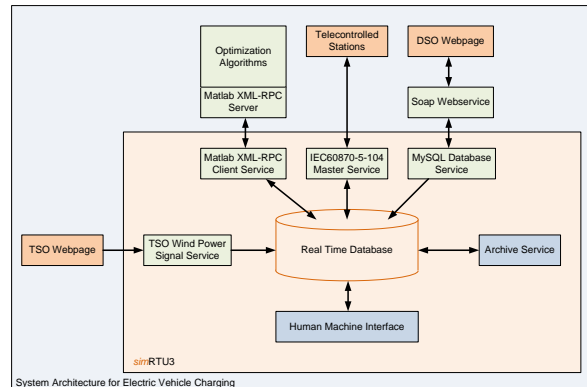 Optimization
Algorithms
Telecontrolled
Stations
DSO Webpage
Matlab XML-RPC
Server
Soap Webservice
Matlab XML-RPC
Client Service
IEC60870-5-104
Master Service
MySQL Database
Service
TSO Webpage
TSO Wind Power
Signal Service
Real Time Database
Archive Service
Human Machine Interface
simRTU3
System Architecture for Electric Vehicle Charging